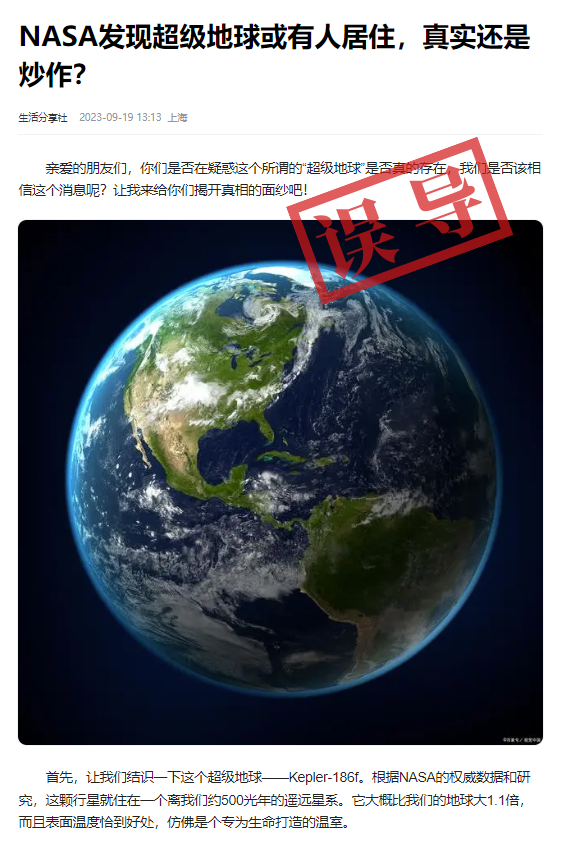 NASA发现超级地球或有人居住，真实还是
炒作？
生活分享社 2023-09-19 13:13 上海
亲爱的朋友们，你们是否在疑惑这个所谓的“超级地球”是否真的存在，我们是否该相
信这个消息呢？让我来给你们揭开真相的面纱吧！
误导
首先，让我们结识一下这个超级地球——Kepler-186f。根据NASA的权威数据和研
究，这颗行星就住在一个离我们约500光年的遥远星系。它大概比我们的地球大1.1倍，
而且表面温度恰到好处，仿佛是个专为生命打造的温室。